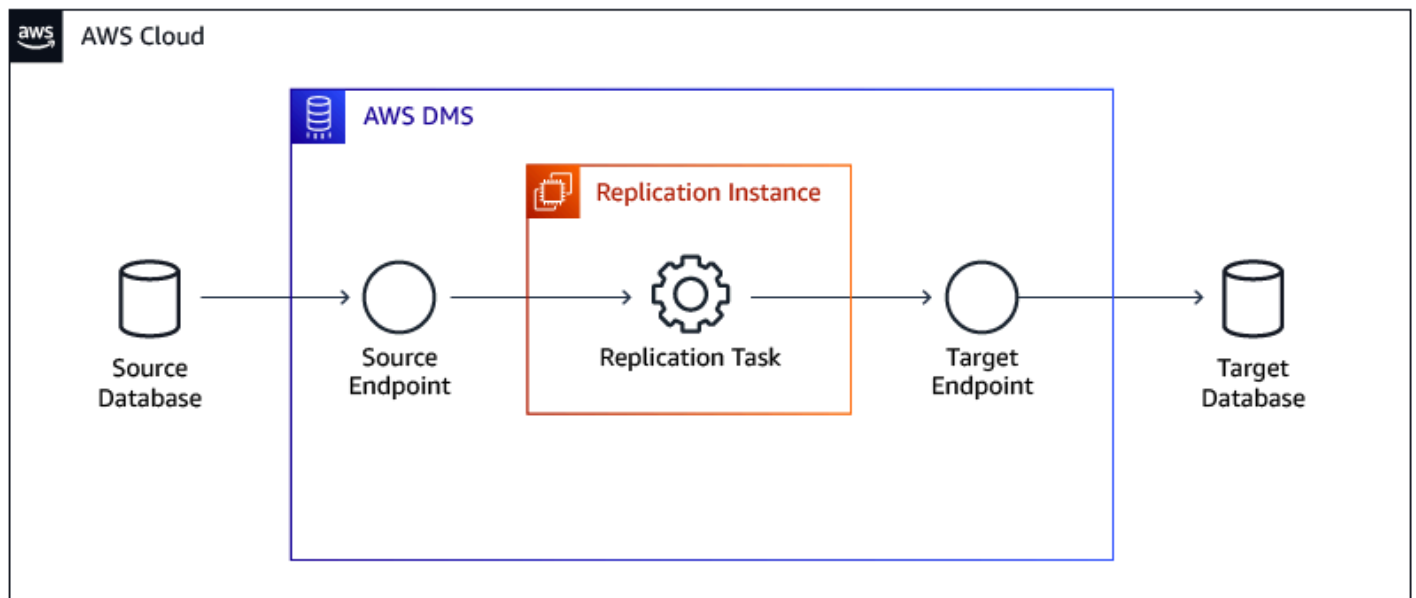 aws
AWS Cloud
AWS DMS
Replication Instance
Source
Database
Source
Endpoint
Replication Task
Target
Endpoint
Target
Database